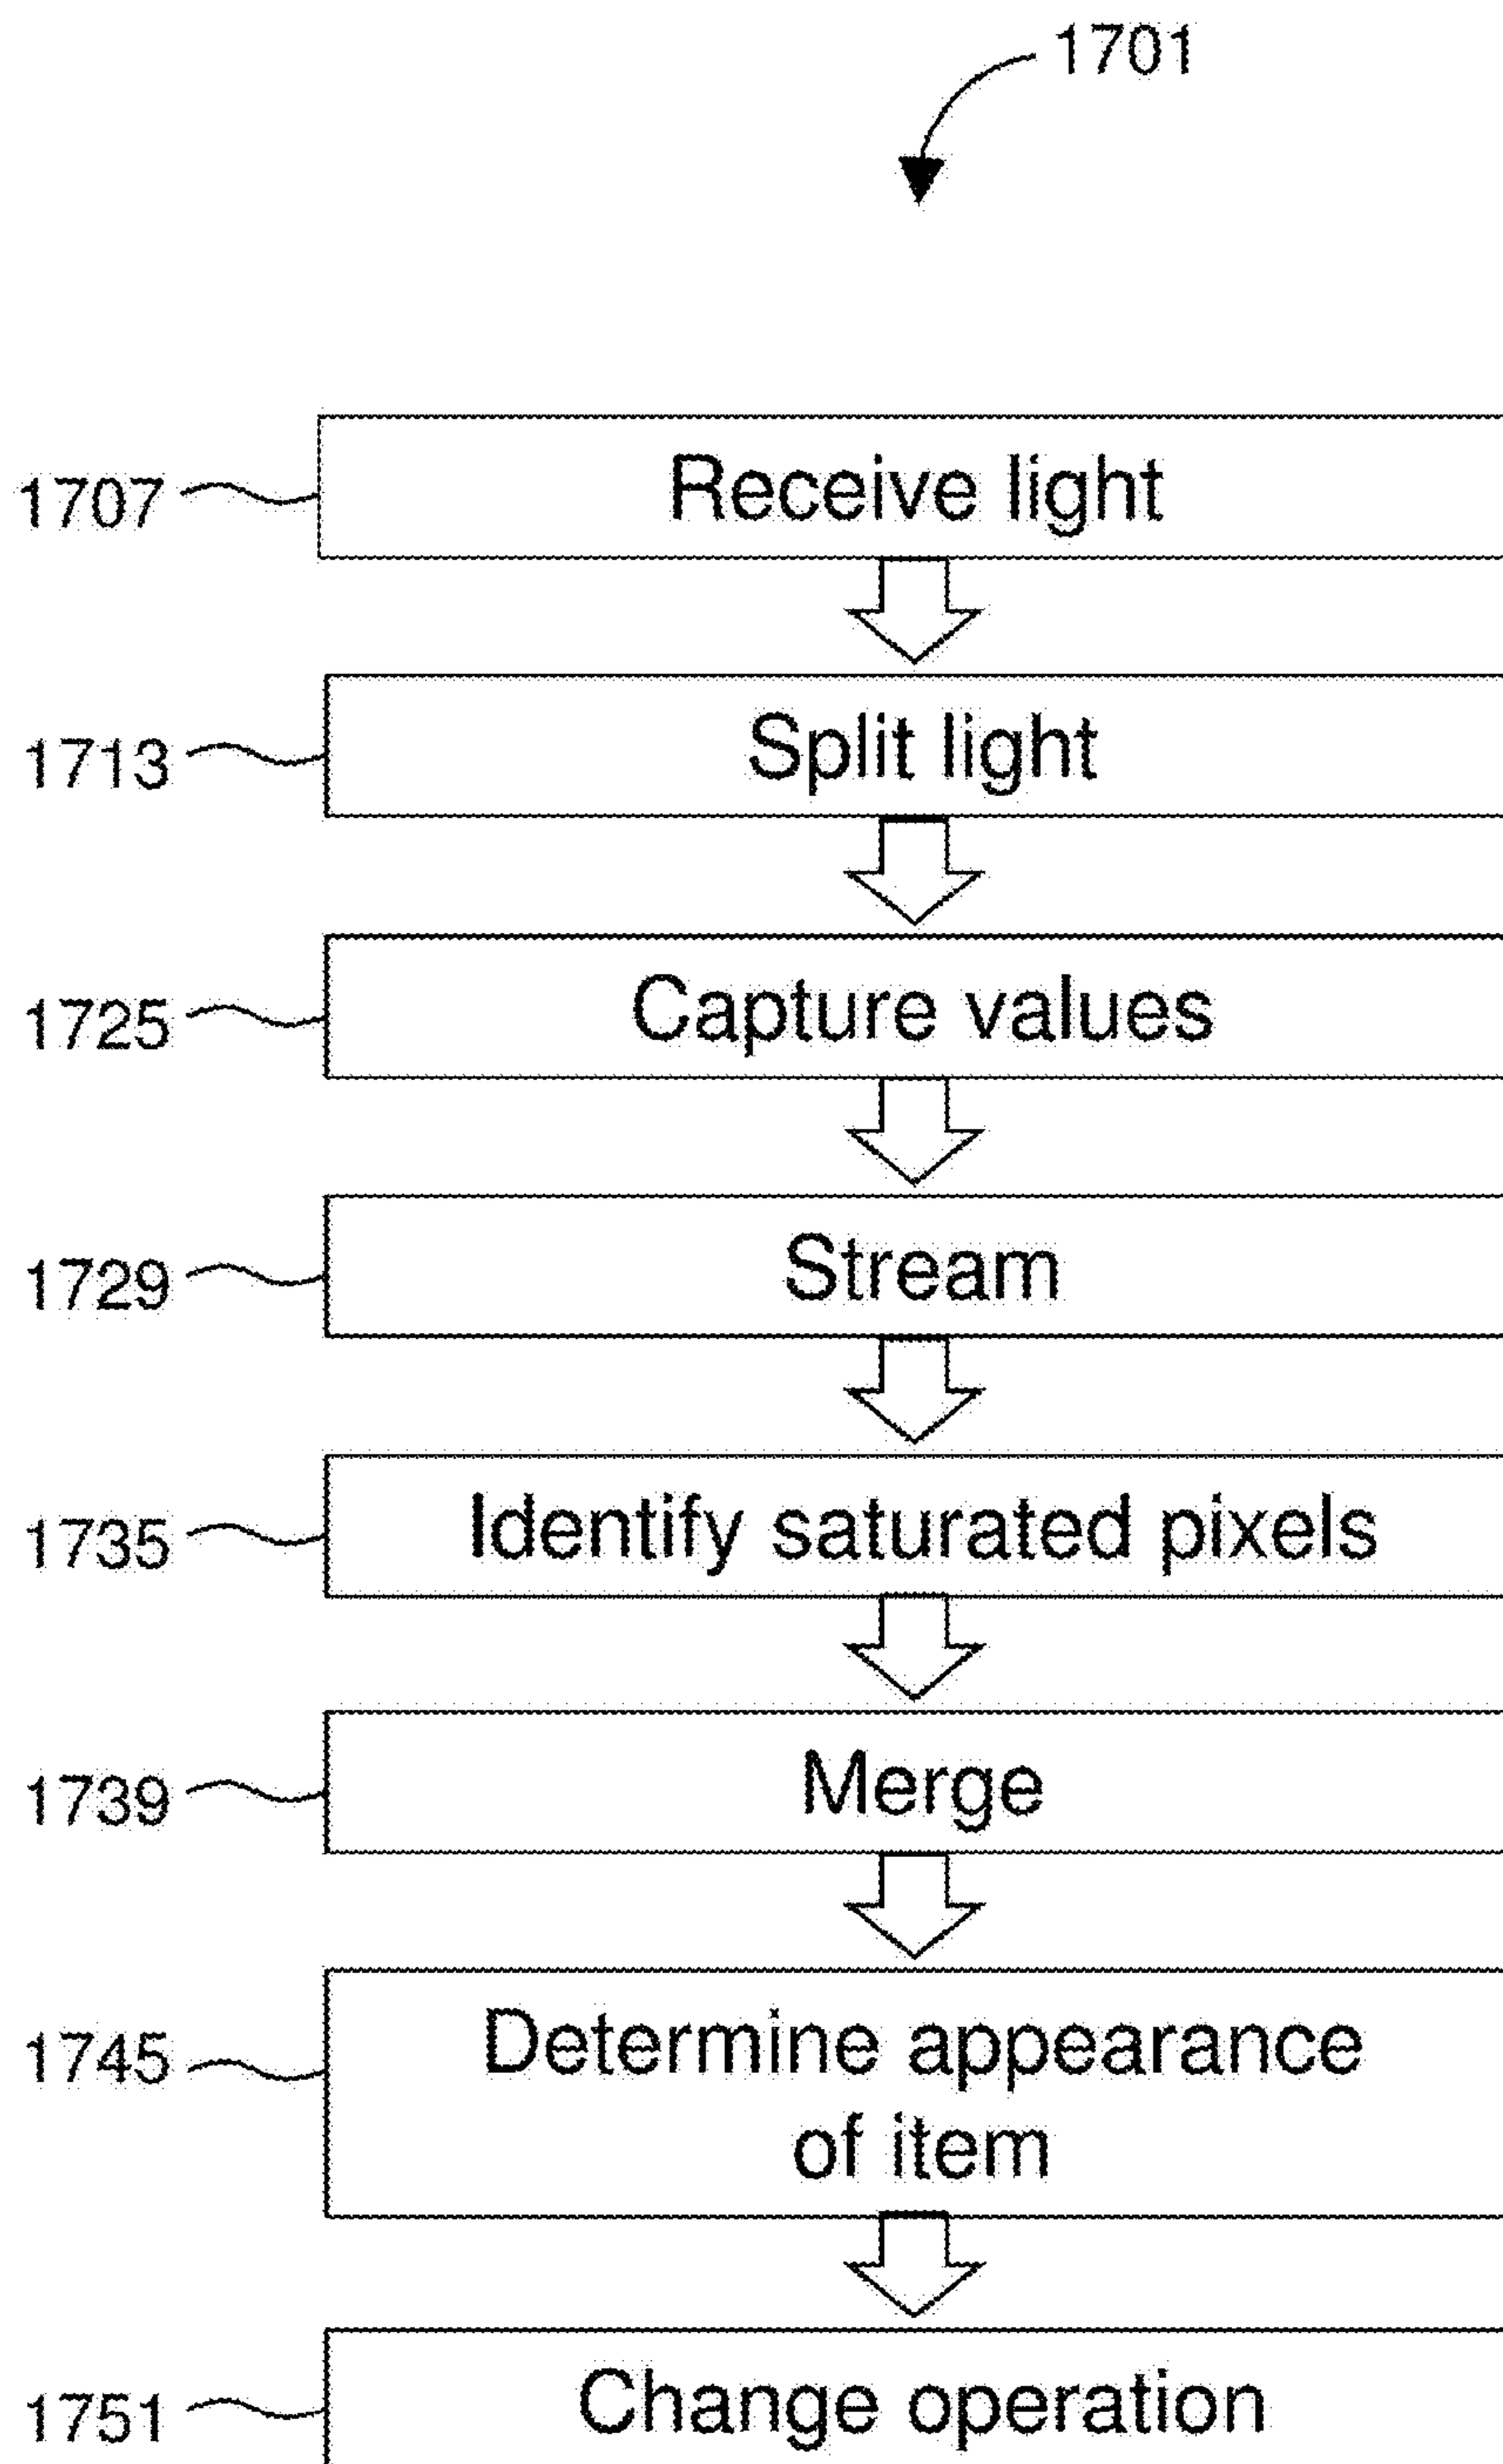 1701
1707 Receive light
1713 Split light
1725 Capture values
1729 Stream
1735 Identify saturated pixels
1739 Merge
1745 Determine appearance
of item
1751 Change operation